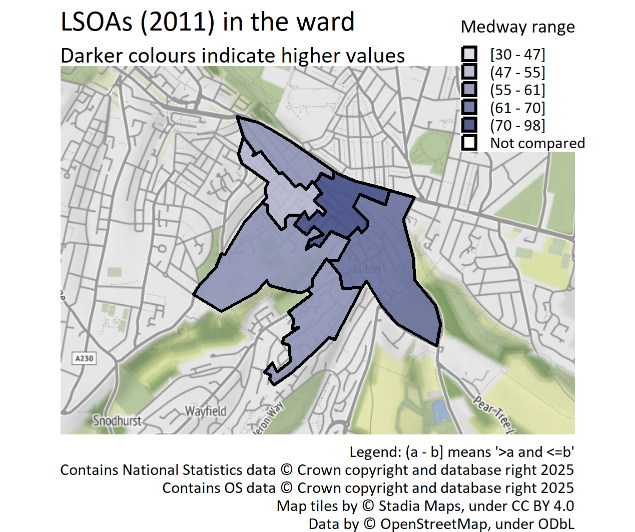 LSOAs (2011) in the ward
Darker colours indicate higher values
Medway range
[30 - 47]
(47 - 55]
(55 - 61]
(61 - 70]
(70 - 98]
Not compared
Luton
A230
Snodhurst
Wayfield
eron-Way
Pear-Tree-L
Legend: (a - b] means '>a and <=b'
Contains National Statistics data © Crown copyright and database right 2025
Contains OS data © Crown copyright and database right 2025
Map tiles by © Stadia Maps, under CC BY 4.0
Data by © OpenStreetMap, under ODbL